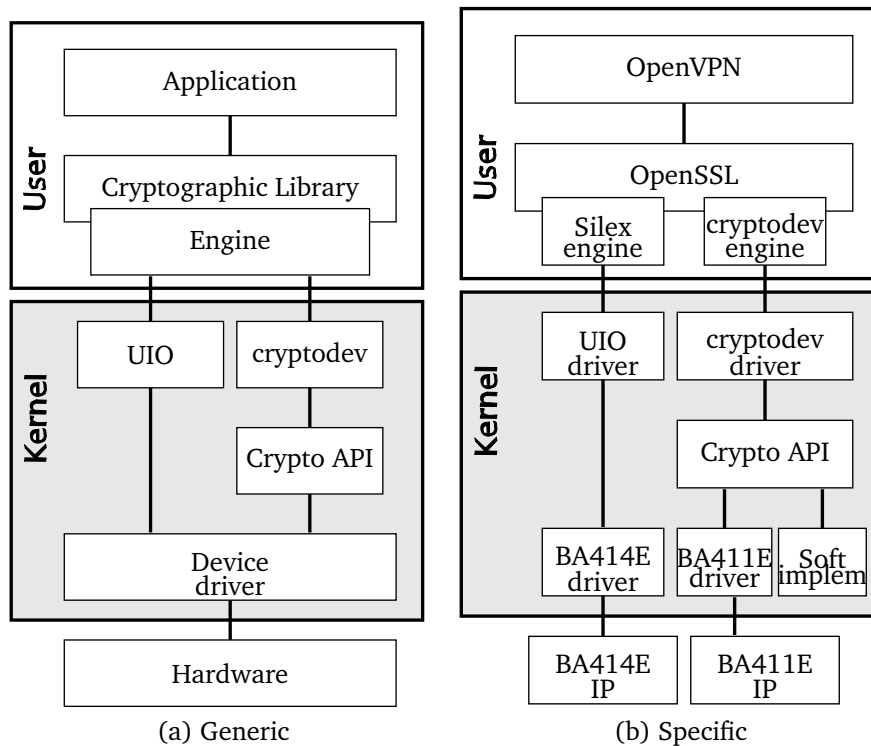 User
Application
Cryptographic Library
Engine
Kernel
UIO
cryptodev
Crypto API
Device
driver
Hardware
(a) Generic
User
OpenVPN
OpenSSL
Silex
engine
cryptodev
engine
Kernel
UIO
driver
cryptodev
driver
Crypto API
BA414E
driver
BA411E
driver
Soft
implem
BA414E
IP
BA411E
IP
(b) Specific